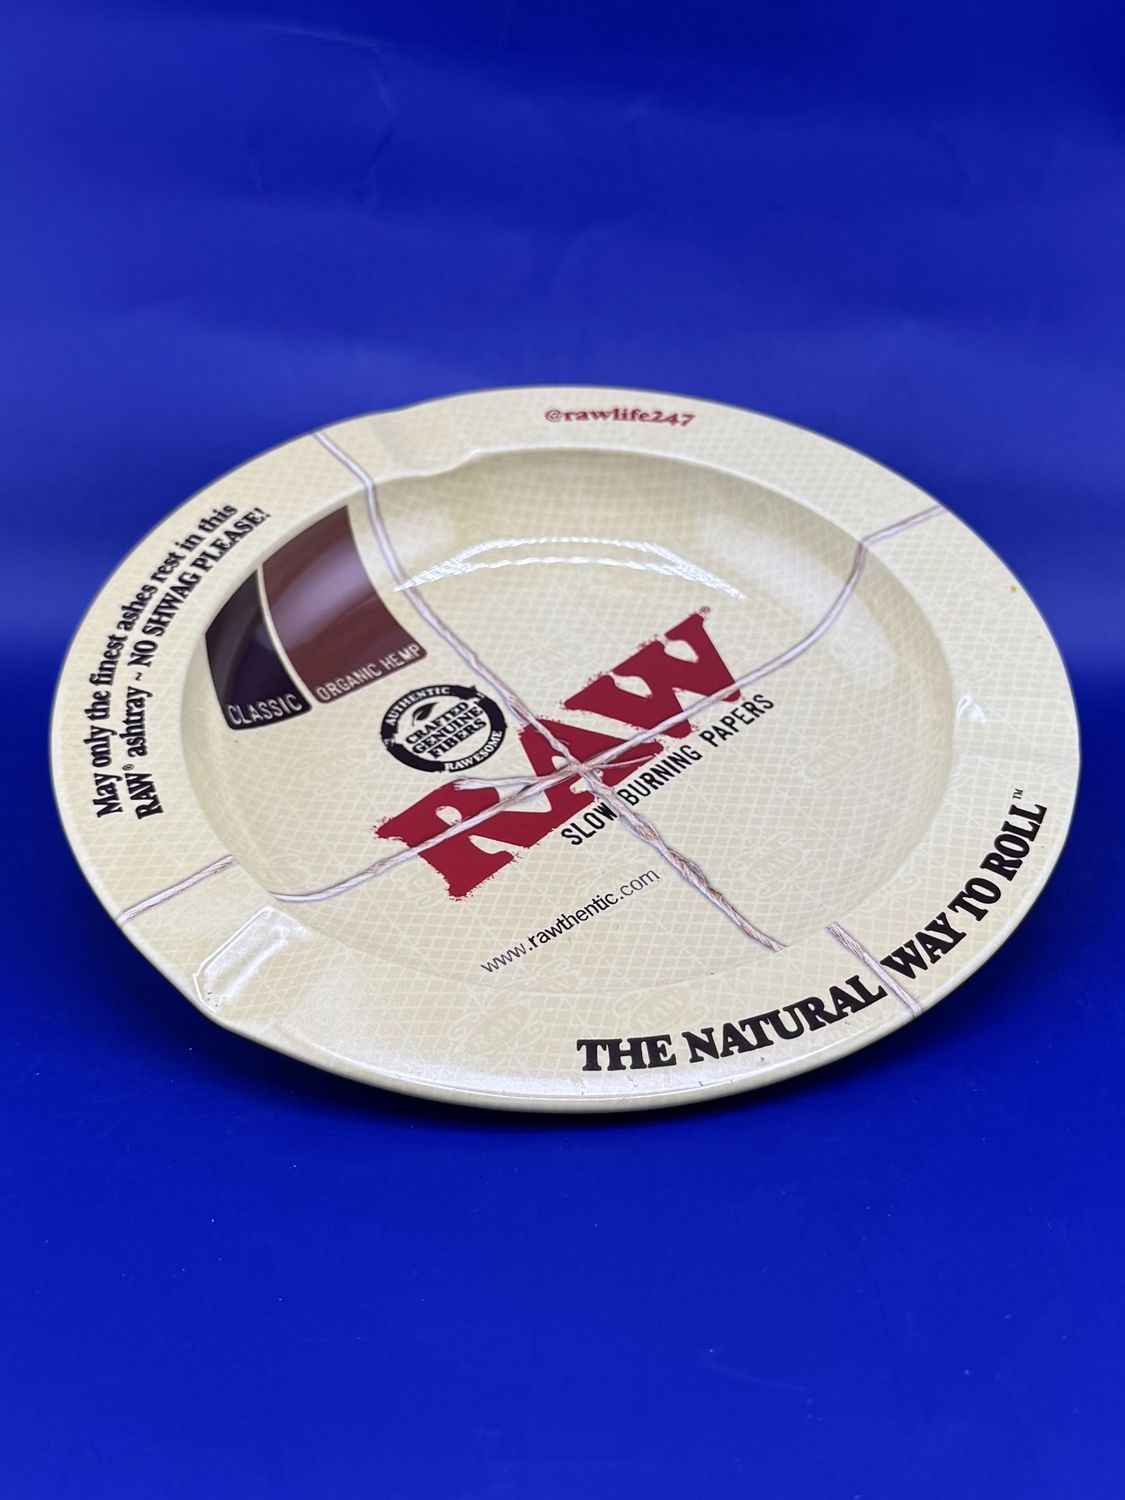 @rawlife247
May only the finest ashes rest in this
RAW® ashtray ~ NO SHWAG PLEASE!
CLASSIC
ORGANIC HEMP
AUTHENTIC
CRAFTED
GENUINE
FIBERS
RAWESOME
RAW®
SLOW BURNING PAPERS
www.rawthentic.com
THE NATURAL WAY TO ROLL™